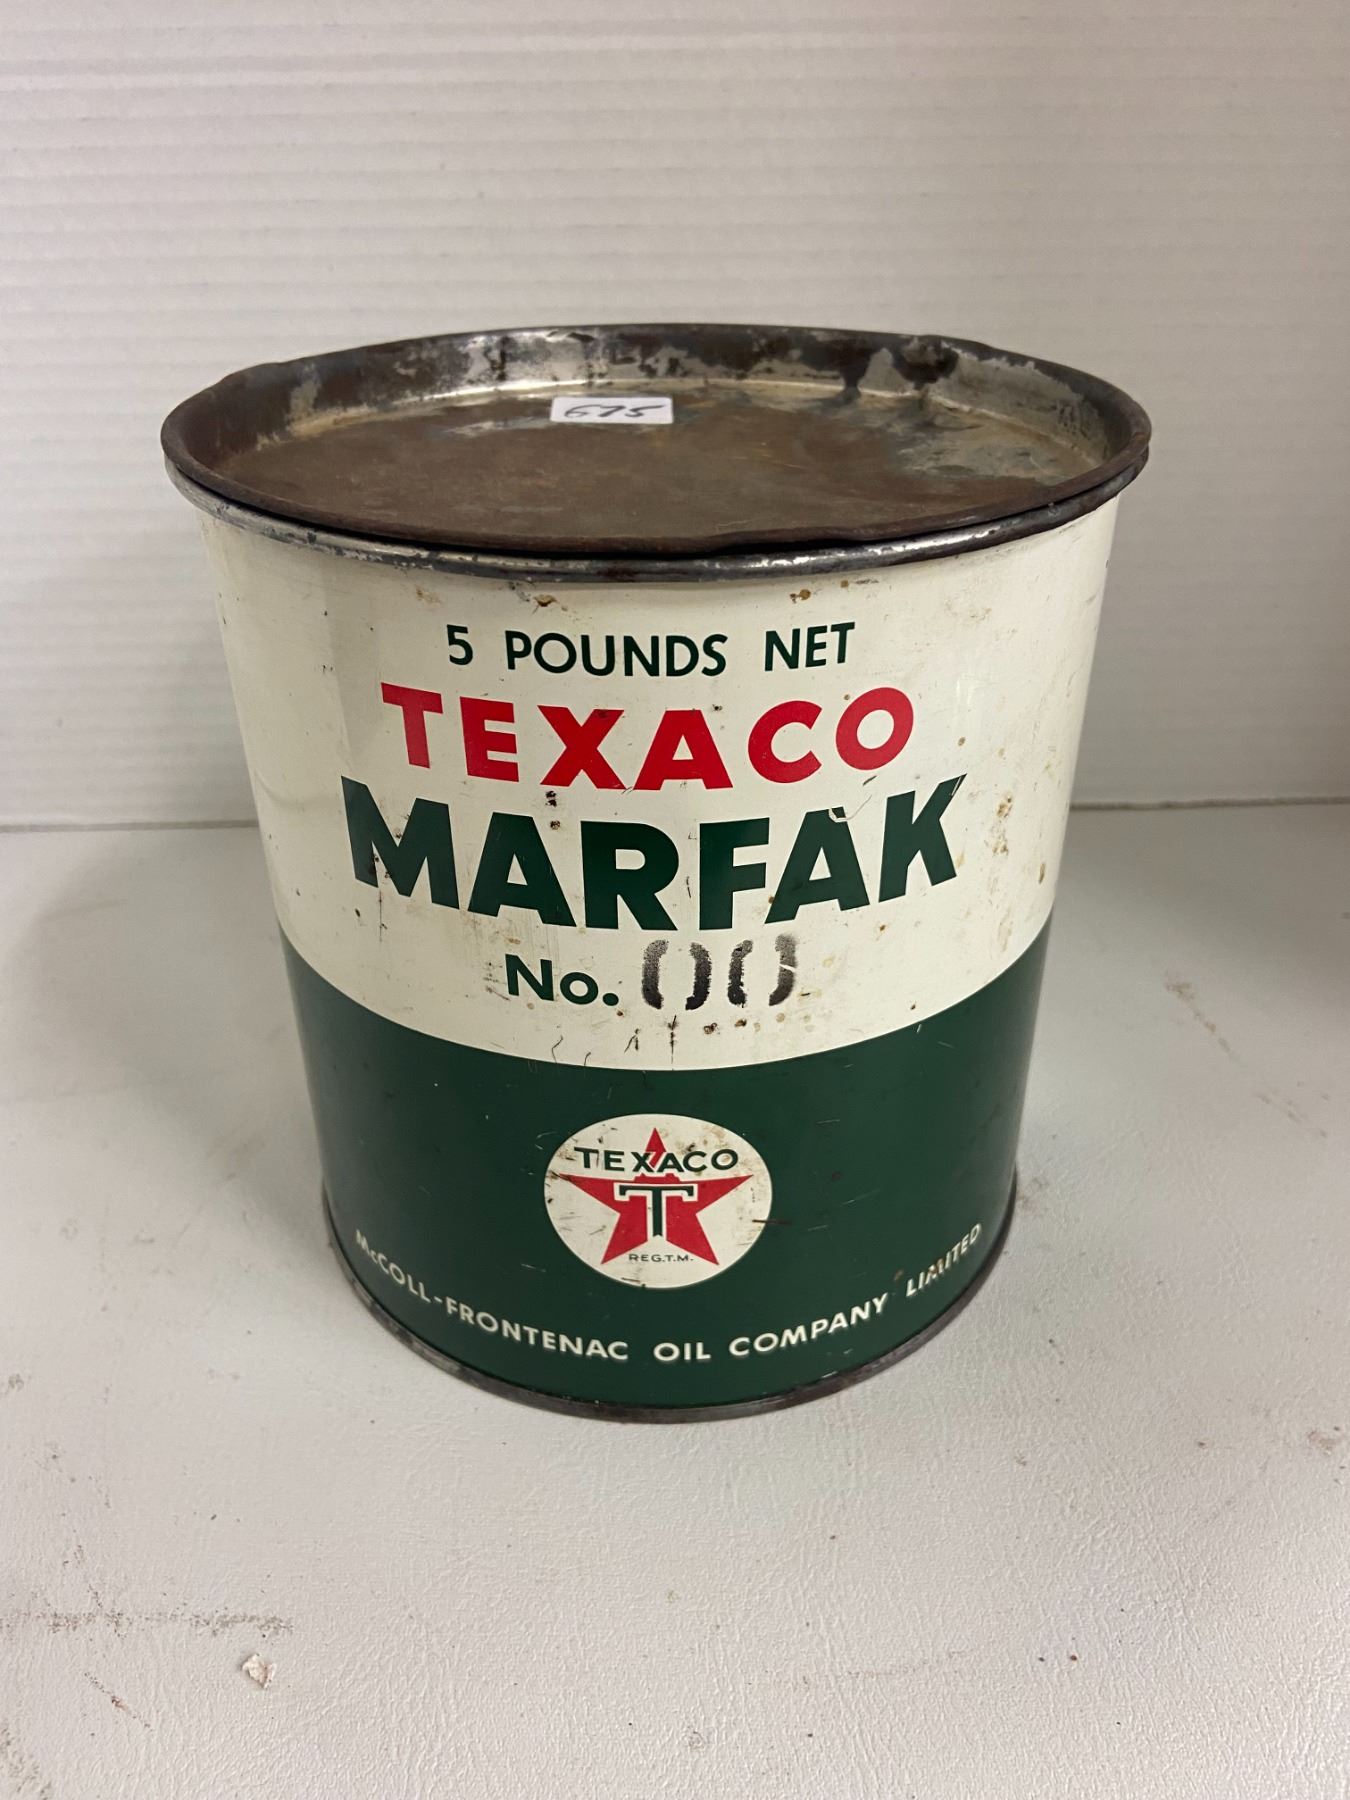 675
5 POUNDS NET
TEXACO
MARFAK
No. 00
TEXACO
T
REG.T.M.
McCOLL-FRONTENAC OIL COMPANY LIMITED